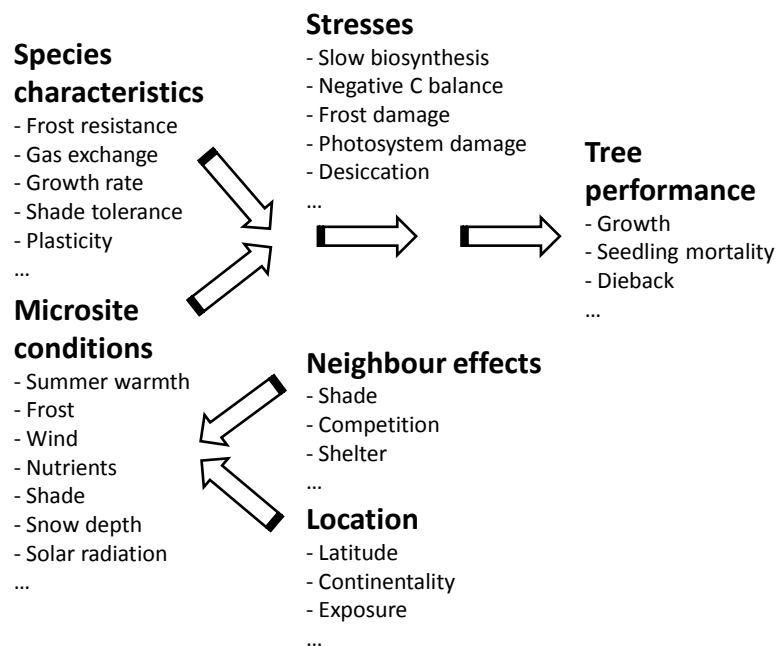 Species
characteristics
- Frost resistance
- Gas exchange
- Growth rate
- Shade tolerance
- Plasticity
...
Stresses
- Slow biosynthesis
- Negative C balance
- Frost damage
- Photosystem damage
- Desiccation
...
Tree
performance
- Growth
- Seedling mortality
- Dieback
...
Microsite
conditions
- Summer warmth
- Frost
- Wind
- Nutrients
- Shade
- Snow depth
- Solar radiation
...
Neighbour effects
- Shade
- Competition
- Shelter
...
Location
- Latitude
- Continentality
- Exposure
...